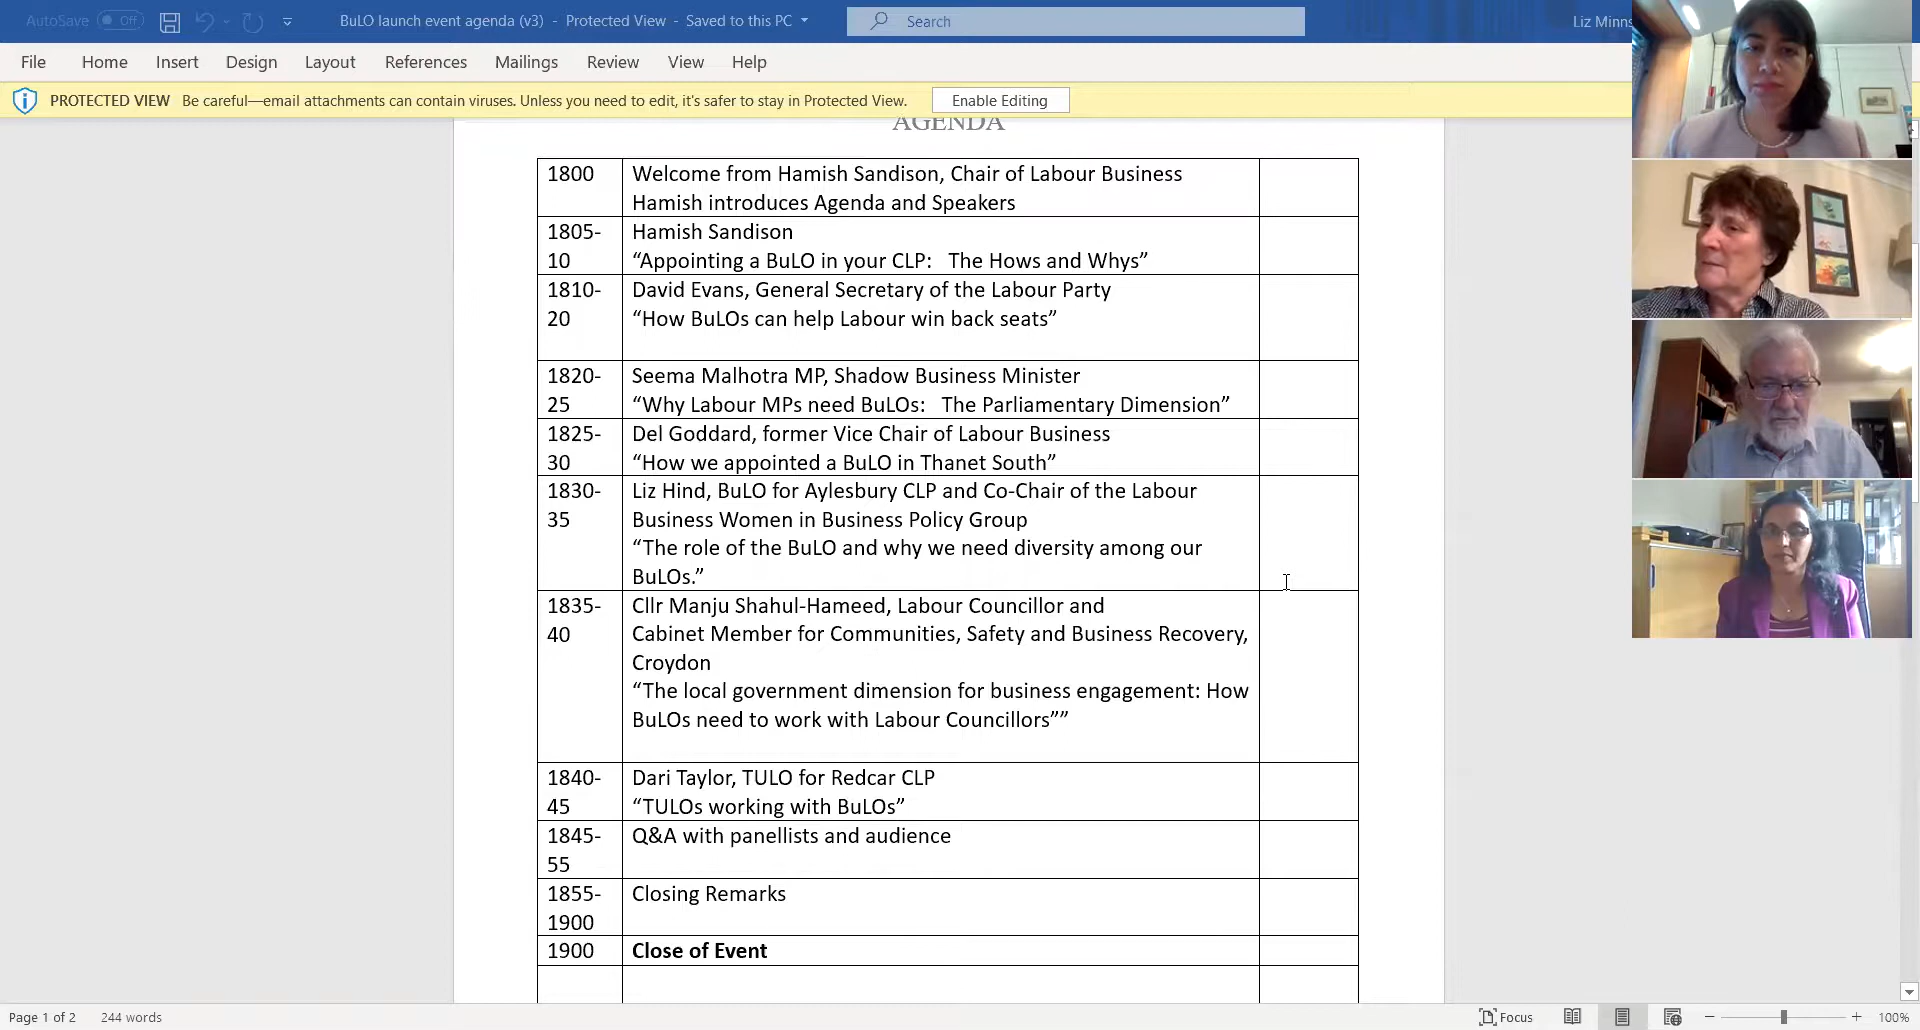 AutoSave Off BuLO launch event agenda (v3) - Protected View - Saved to this PC Search Liz Minns
File Home Insert Design Layout References Mailings Review View Help
PROTECTED VIEW Be careful—email attachments can contain viruses. Unless you need to edit, it's safer to stay in Protected View. Enable Editing
AGENDA
1800 Welcome from Hamish Sandison, Chair of Labour Business
Hamish introduces Agenda and Speakers
1805- Hamish Sandison
10 “Appointing a BuLO in your CLP: The Hows and Whys”
1810- David Evans, General Secretary of the Labour Party
20 “How BuLOs can help Labour win back seats”
1820- Seema Malhotra MP, Shadow Business Minister
25 “Why Labour MPs need BuLOs: The Parliamentary Dimension”
1825- Del Goddard, former Vice Chair of Labour Business
30 “How we appointed a BuLO in Thanet South”
1830- Liz Hind, BuLO for Aylesbury CLP and Co-Chair of the Labour
35 Business Women in Business Policy Group
“The role of the BuLO and why we need diversity among our
BuLOs.”
1835- Cllr Manju Shahul-Hameed, Labour Councillor and
40 Cabinet Member for Communities, Safety and Business Recovery,
Croydon
“The local government dimension for business engagement: How
BuLOs need to work with Labour Councillors””
1840- Dari Taylor, TULO for Redcar CLP
45 “TULOs working with BuLOs”
1845- Q&A with panellists and audience
55
1855- Closing Remarks
1900
1900 Close of Event
Page 1 of 2 244 words Focus 100%